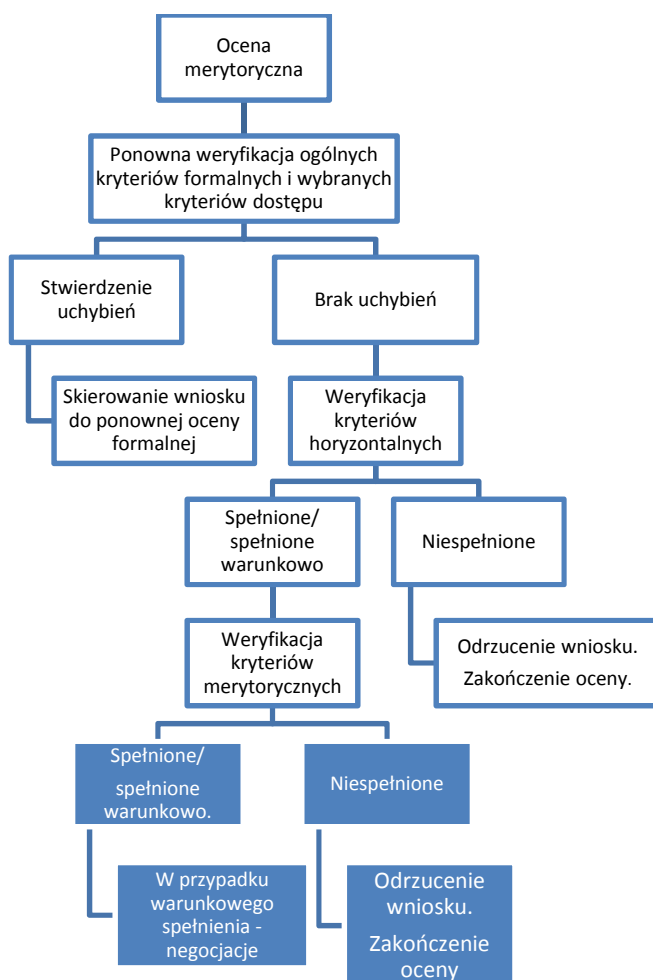 Ocena
merytoryczna
Ponowna weryfikacja ogólnych
kryteriów formalnych i wybranych
kryteriów dostępu
Stwierdzenie
uchybień
Brak uchybień
Skierowanie wniosku
do ponownej oceny
formalnej
Weryfikacja
kryteriów
horyzontalnych
Spełnione/
spełnione
warunkowo
Niespełnione
Weryfikacja
kryteriów
merytorycznych
Odrzucenie wniosku.
Zakończenie oceny.
Spełnione/
spełnione
warunkowo.
Niespełnione
W przypadku
warunkowego
spełnienia -
negocjacje
Odrzucenie
wniosku.
Zakończenie
oceny